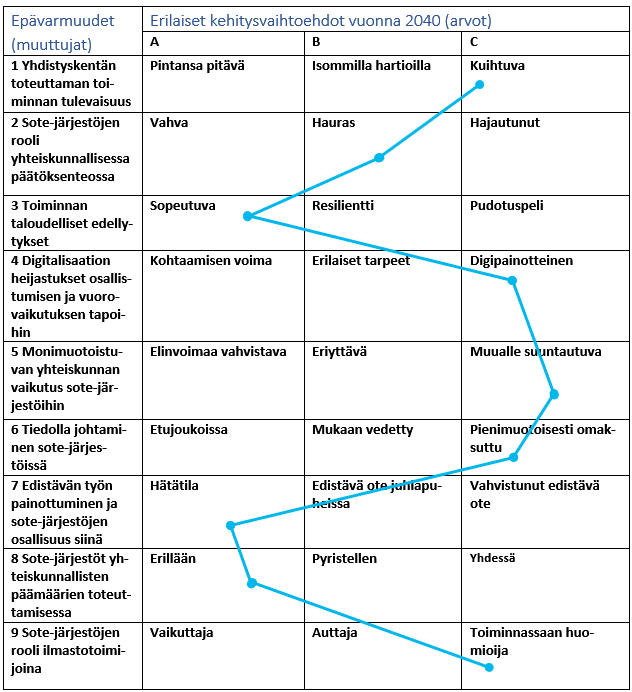 Epävarmuudet
(muuttujat)
Erilaiset kehitysvaihtoehdot vuonna 2040 (arvot)
A
B
C
1 Yhdistyskentän
toteuttaman toi-
minnan tulevaisuus
Pintansa pitävä
Isommilla hartioilla
Kuihtuva
2 Sote-järjestöjen
rooli
yhteiskunnallisessa
päätöksenteossa
Vahva
Hauras
Hajautunut
3 Toiminnan
taloudelliset edelly-
tykset
Sopeutuva
Resilientti
Pudotuspeli
4 Digitalisaation
heijastukset osallis-
tumisen ja vuoro-
vaikutuksen tapoi-
hin
Kohtaamisen voima
Erilaiset tarpeet
Digipainotteinen
5 Monimuotoistu-
van yhteiskunnan
vaikutus sote-jär-
jestöihin
Elinvoimaa vahvistava
Eriyttävä
Muualle suuntautuva
6 Tiedolla johtami-
nen sote-järjes-
töissä
Etujoukoissa
Mukaan vedetty
Pienimuotoisesti omak-
suttu
7 Edistävän työn
painottuminen ja
sote-järjestöjen
osallisuus siinä
Hätätila
Edistävä ote juhlapu-
heissa
Vahvistunut edistävä
ote
8 Sote-järjestöt yh-
teiskunnallisten
päämäärien toteut-
tamisessa
Erillään
Pyristellen
Yhdessä
9 Sote-järjestöjen
rooli ilmastotoimi-
joina
Vaikuttaja
Auttaja
Toiminnassaan huo-
mioija